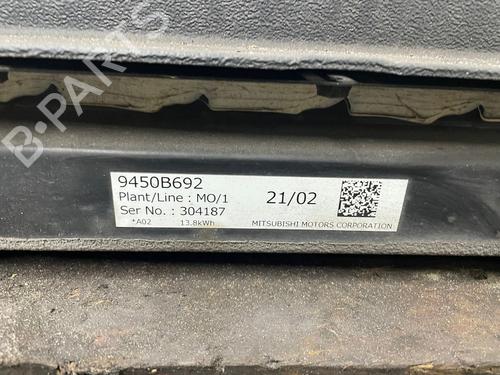 B-PARTS
9450B692
Plant/Line : MO/1
21/02
Ser No. : 304187
*A02 13.8kWh
MITSUBISHI MOTORS CORPORATION